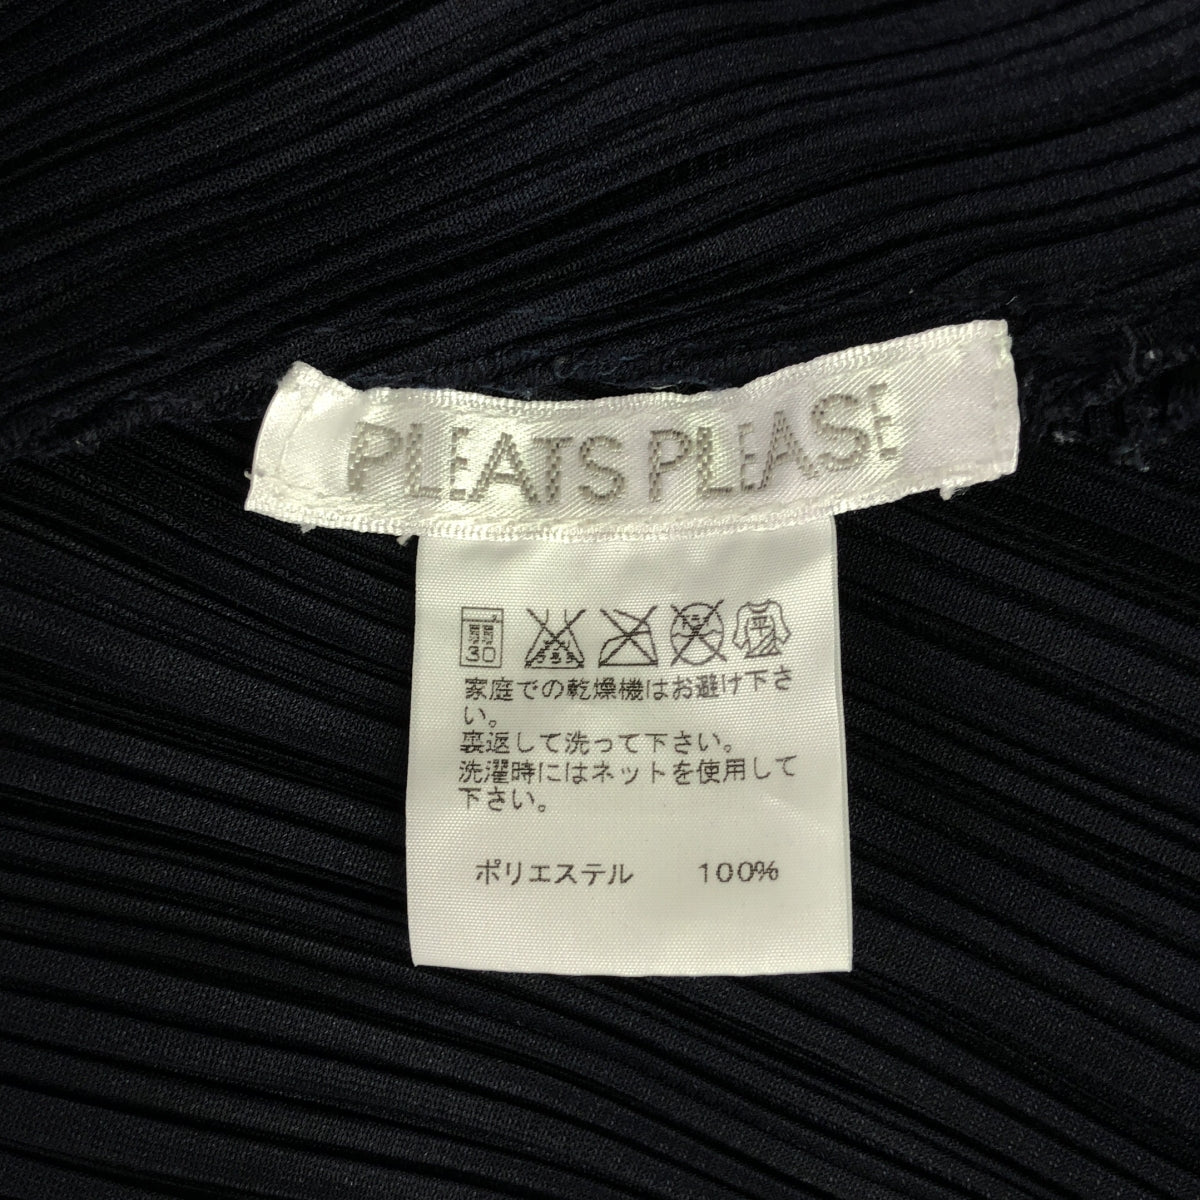 PLEATS PLEASE
30
家庭での乾燥機はお避け下さ
い。
裏返して洗って下さい。
洗濯時にはネットを使用して
下さい。
ポリエステル 100%